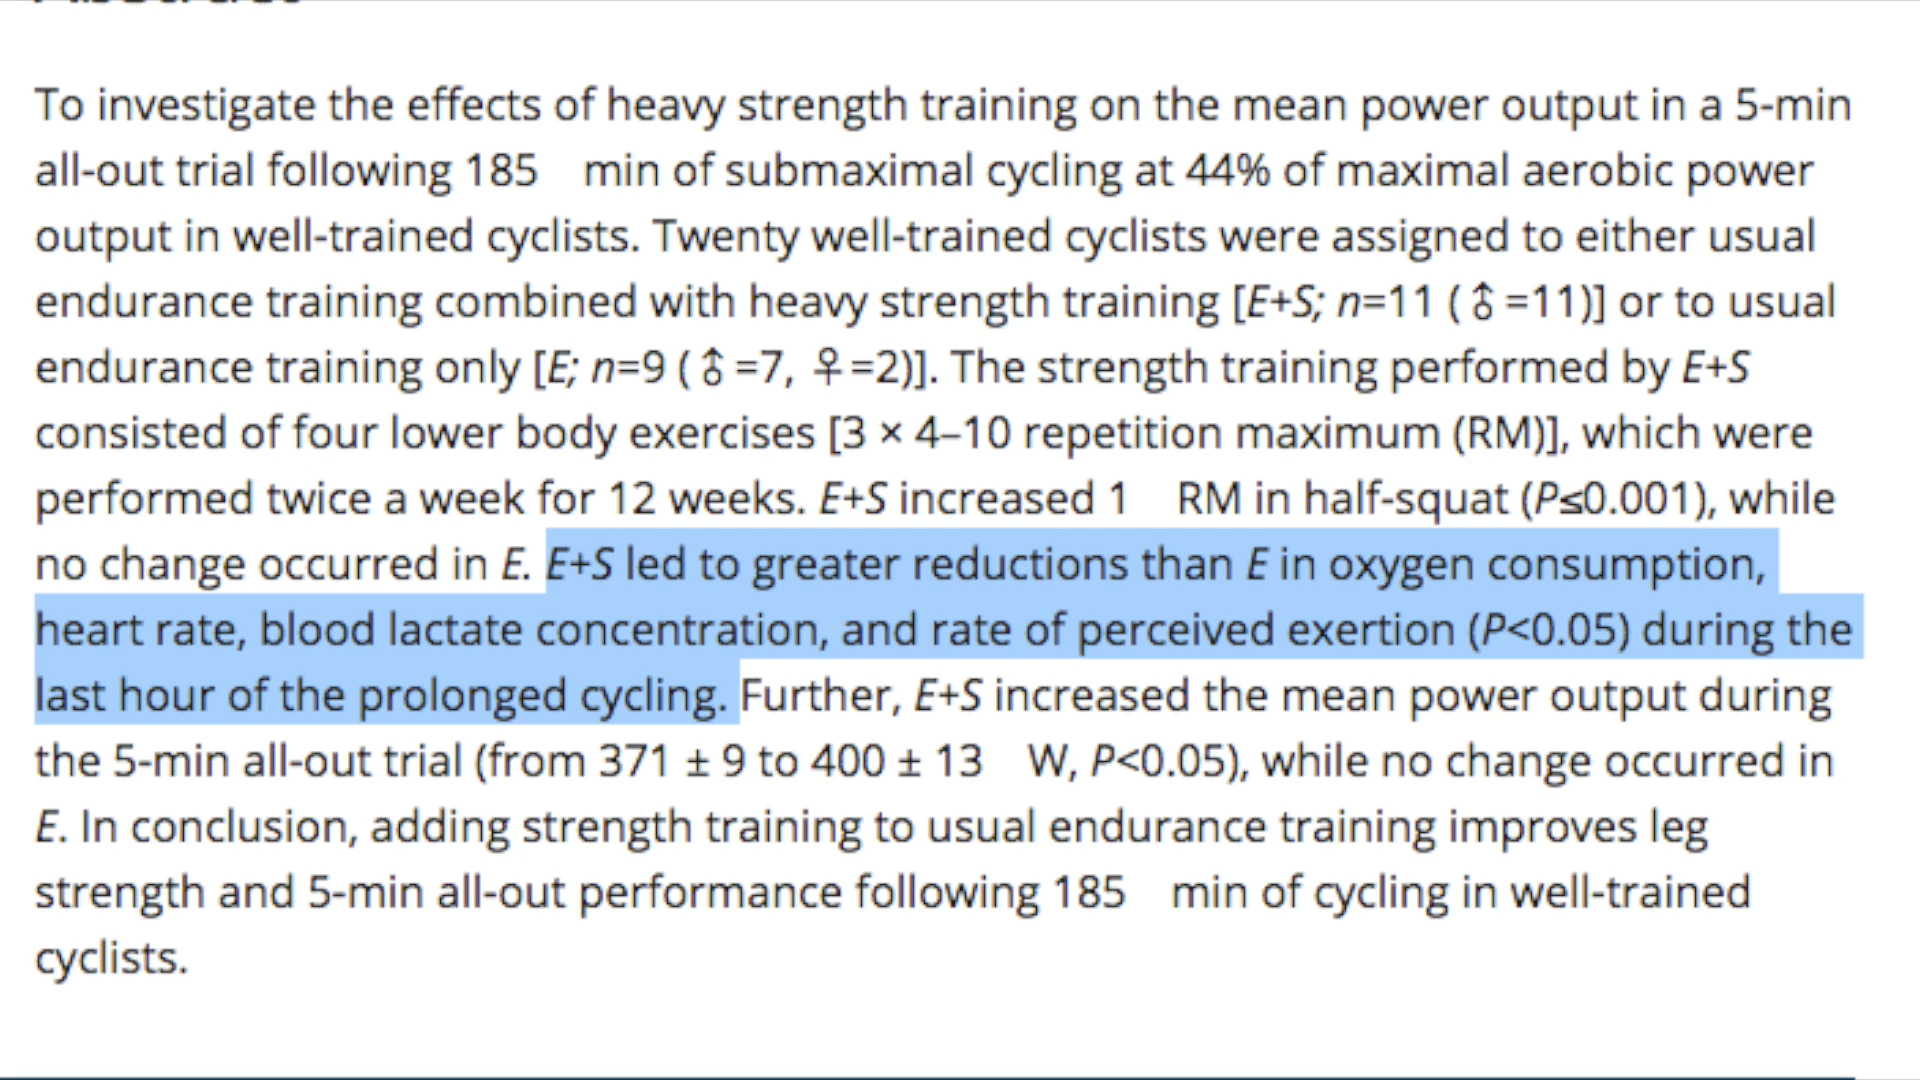 To investigate the effects of heavy strength training on the mean power output in a 5-min
all-out trial following 185 min of submaximal cycling at 44% of maximal aerobic power
output in well-trained cyclists. Twenty well-trained cyclists were assigned to either usual
endurance training combined with heavy strength training [E+S; n=11 (♂=11)] or to usual
endurance training only [E; n=9 (♂=7, ♀=2)]. The strength training performed by E+S
consisted of four lower body exercises [3 × 4–10 repetition maximum (RM)], which were
performed twice a week for 12 weeks. E+S increased 1 RM in half-squat (P≤0.001), while
no change occurred in E. E+S led to greater reductions than E in oxygen consumption,
heart rate, blood lactate concentration, and rate of perceived exertion (P<0.05) during the
last hour of the prolonged cycling. Further, E+S increased the mean power output during
the 5-min all-out trial (from 371 ± 9 to 400 ± 13 W, P<0.05), while no change occurred in
E. In conclusion, adding strength training to usual endurance training improves leg
strength and 5-min all-out performance following 185 min of cycling in well-trained
cyclists.